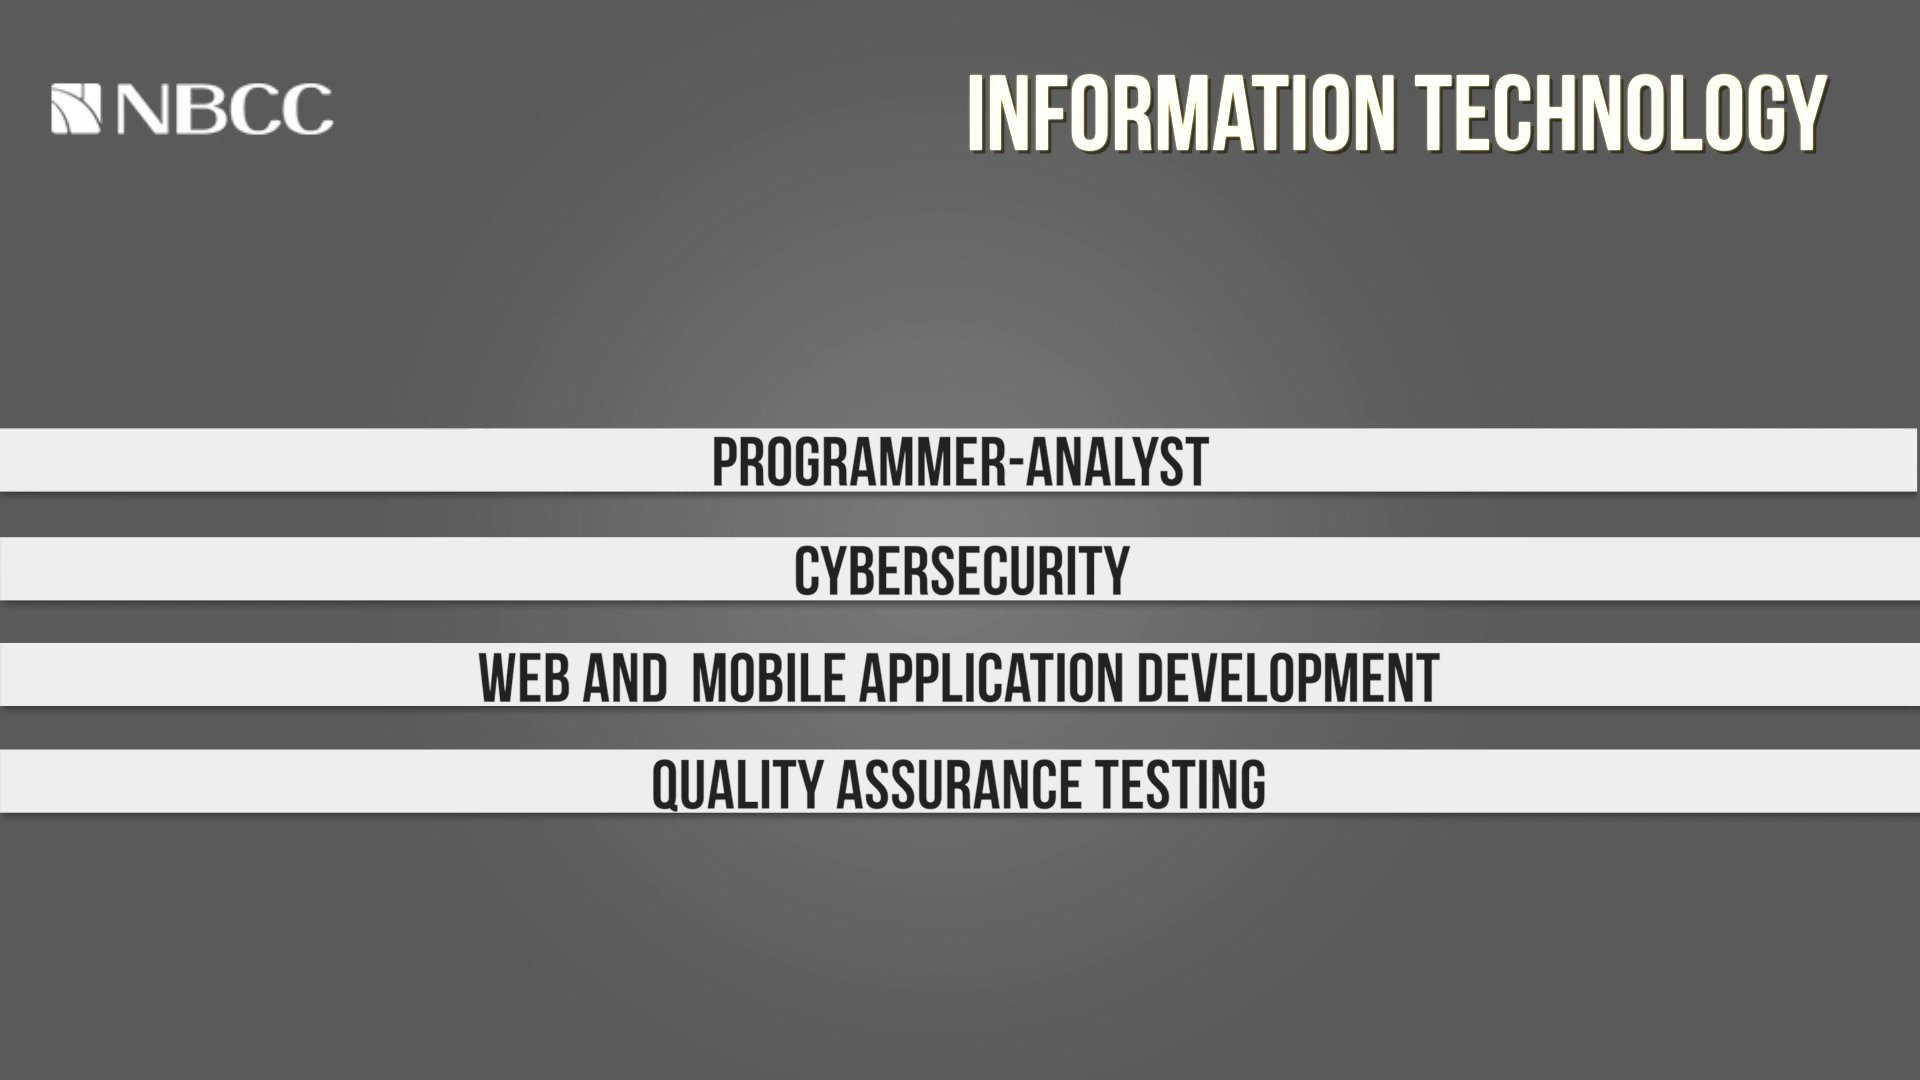 NBCC
INFORMATION TECHNOLOGY
PROGRAMMER-ANALYST
CYBERSECURITY
WEB AND  MOBILE APPLICATION DEVELOPMENT
QUALITY ASSURANCE TESTING